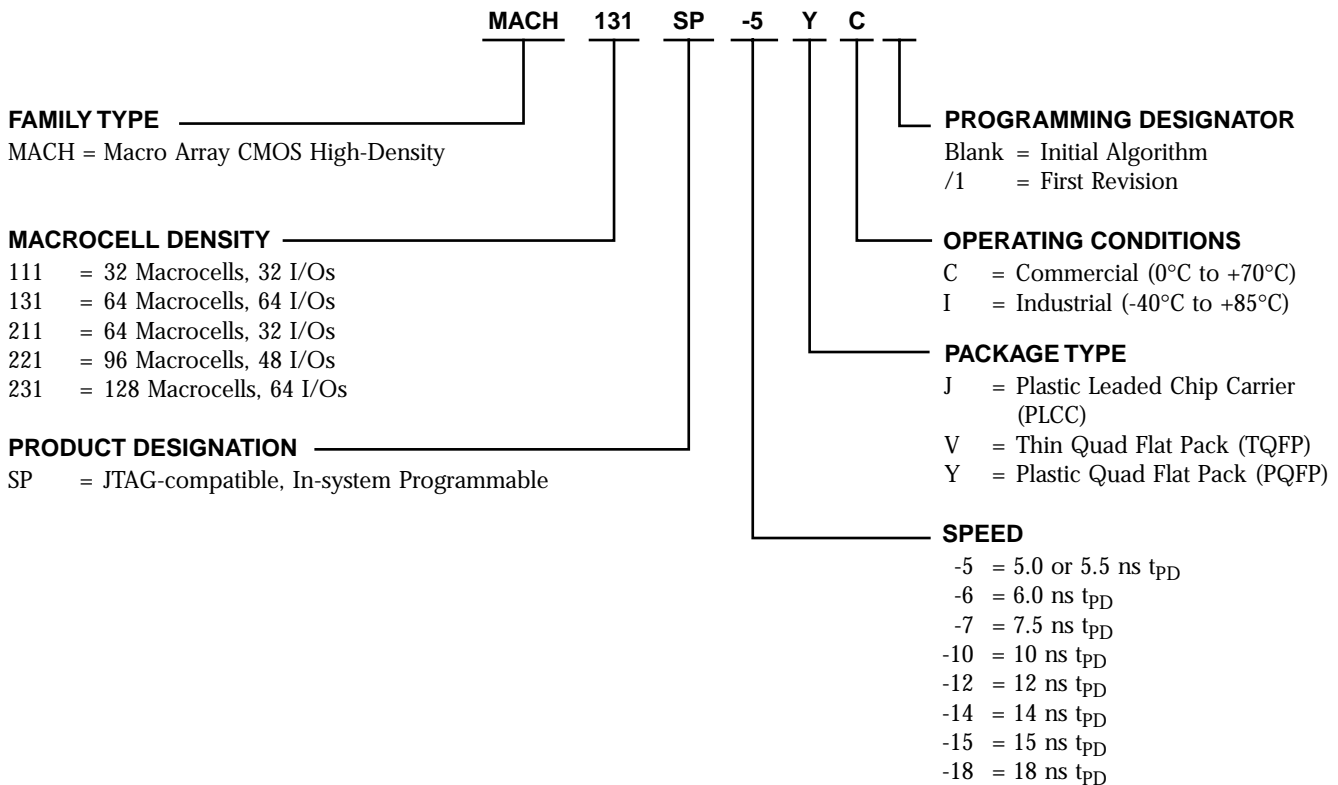 MACH 131 SP -5 Y C
FAMILY TYPE
MACH = Macro Array CMOS High-Density
MACROCELL DENSITY
111 = 32 Macrocells, 32 I/Os
131 = 64 Macrocells, 64 I/Os
211 = 64 Macrocells, 32 I/Os
221 = 96 Macrocells, 48 I/Os
231 = 128 Macrocells, 64 I/Os
PRODUCT DESIGNATION
SP = JTAG-compatible, In-system Programmable
PROGRAMMING DESIGNATOR
Blank = Initial Algorithm
/1 = First Revision
OPERATING CONDITIONS
C = Commercial (0°C to +70°C)
I = Industrial (-40°C to +85°C)
PACKAGE TYPE
J = Plastic Leaded Chip Carrier
(PLCC)
V = Thin Quad Flat Pack (TQFP)
Y = Plastic Quad Flat Pack (PQFP)
SPEED
-5 = 5.0 or 5.5 ns tPD
-6 = 6.0 ns tPD
-7 = 7.5 ns tPD
-10 = 10 ns tPD
-12 = 12 ns tPD
-14 = 14 ns tPD
-15 = 15 ns tPD
-18 = 18 ns tPD